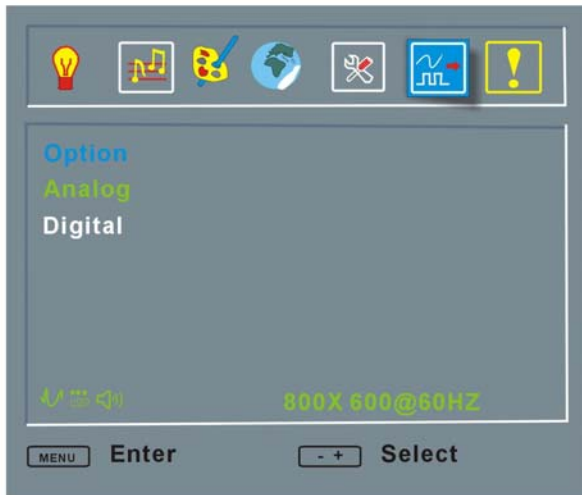 Option
Analog
Digital
800X 600@60HZ
MENU Enter - + Select